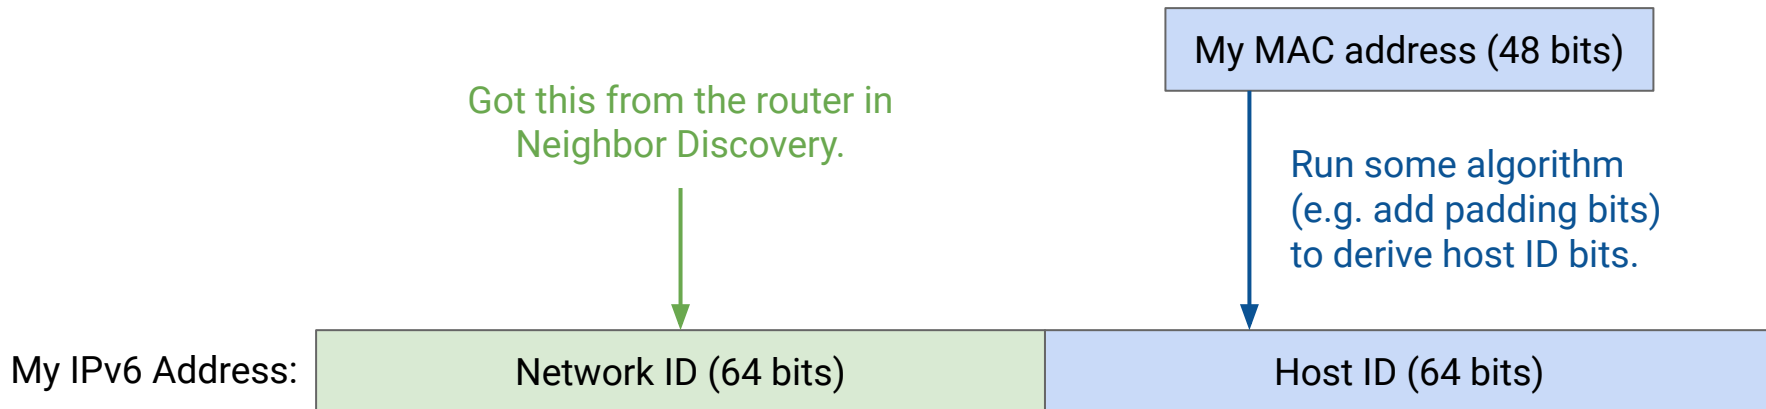 My MAC address (48 bits)
Got this from the router in
Neighbor Discovery.
Run some algorithm
(e.g. add padding bits)
to derive host ID bits.
My IPv6 Address:
Network ID (64 bits)
Host ID (64 bits)